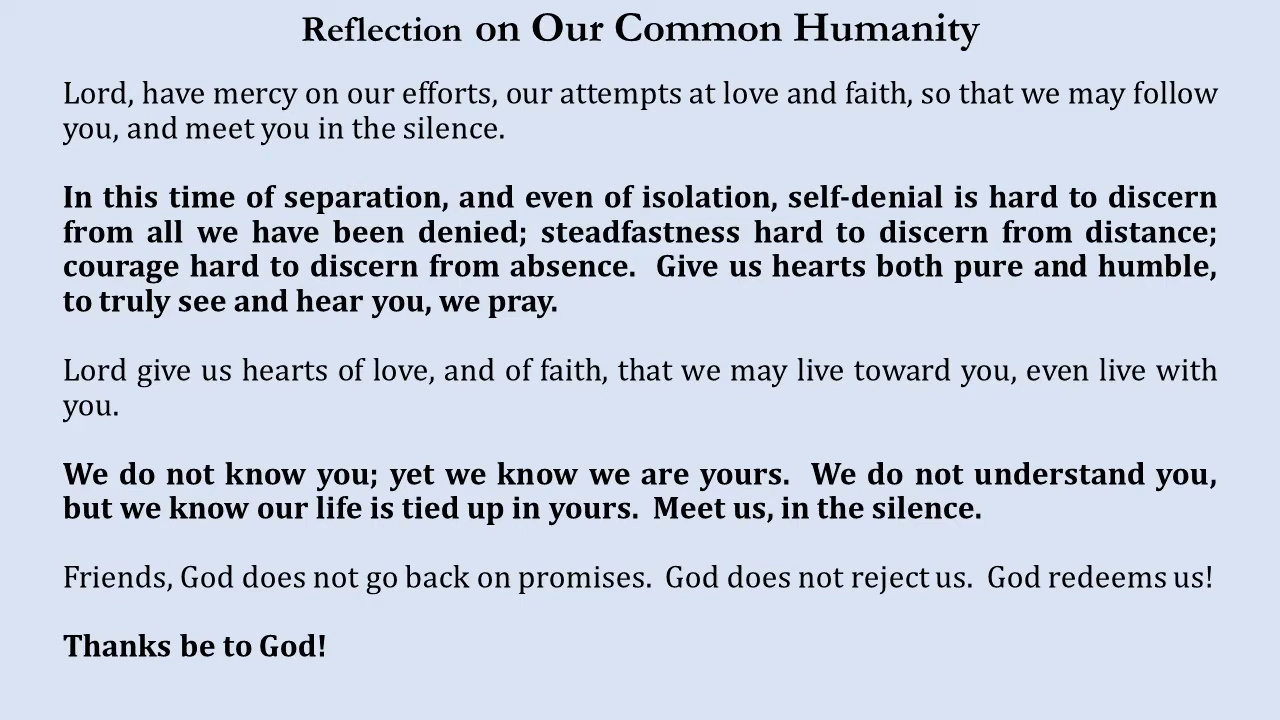 Reflection on Our Common Humanity
Lord, have mercy on our efforts, our attempts at love and faith, so that we may follow
you, and meet you in the silence.
In this time of separation, and even of isolation, self-denial is hard to discern
from all we have been denied; steadfastness hard to discern from distance;
courage hard to discern from absence.  Give us hearts both pure and humble,
to truly see and hear you, we pray.
Lord give us hearts of love, and of faith, that we may live toward you, even live with
you.
We do not know you; yet we know we are yours.  We do not understand you,
but we know our life is tied up in yours.  Meet us, in the silence.
Friends, God does not go back on promises.  God does not reject us.  God redeems us!
Thanks be to God!